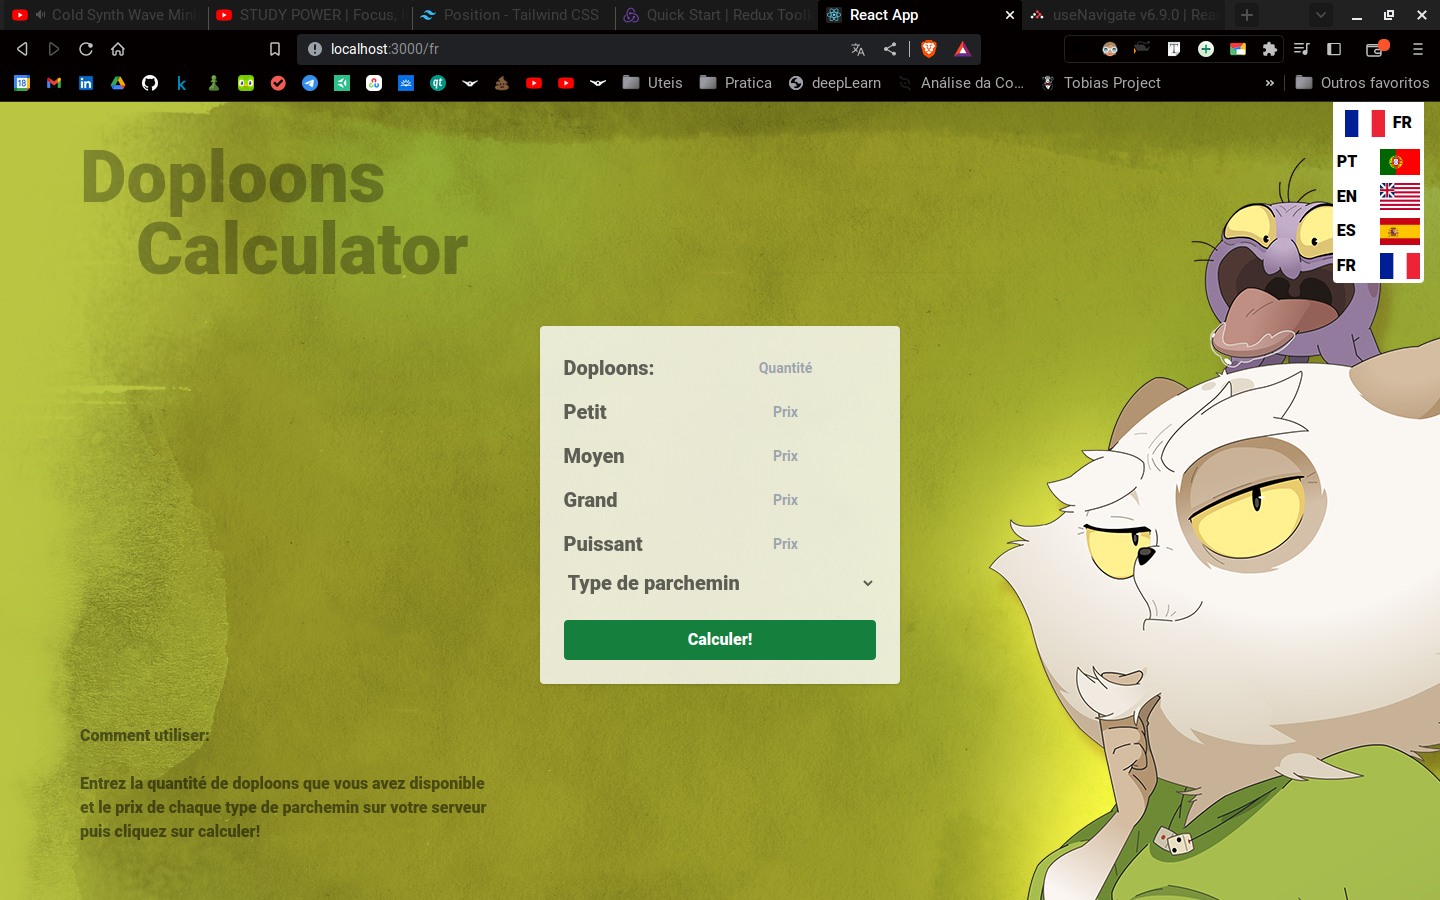 Cold Synth Wave Mini
STUDY POWER | Focus,
Position - Tailwind CSS
Quick Start | Redux Tool
React App
useNavigate v6.9.0 | Rea
localhost:3000/fr
Uteis
Pratica
deepLearn
Análise da Co...
Tobias Project
»
Outros favoritos
Doploons
Calculator
FR
PT
EN
ES
FR
Doploons:
Quantité
Petit
Prix
Moyen
Prix
Grand
Prix
Puissant
Prix
Type de parchemin
Calculer!
Comment utiliser:
Entrez la quantité de doploons que vous avez disponible
et le prix de chaque type de parchemin sur votre serveur
puis cliquez sur calculer!